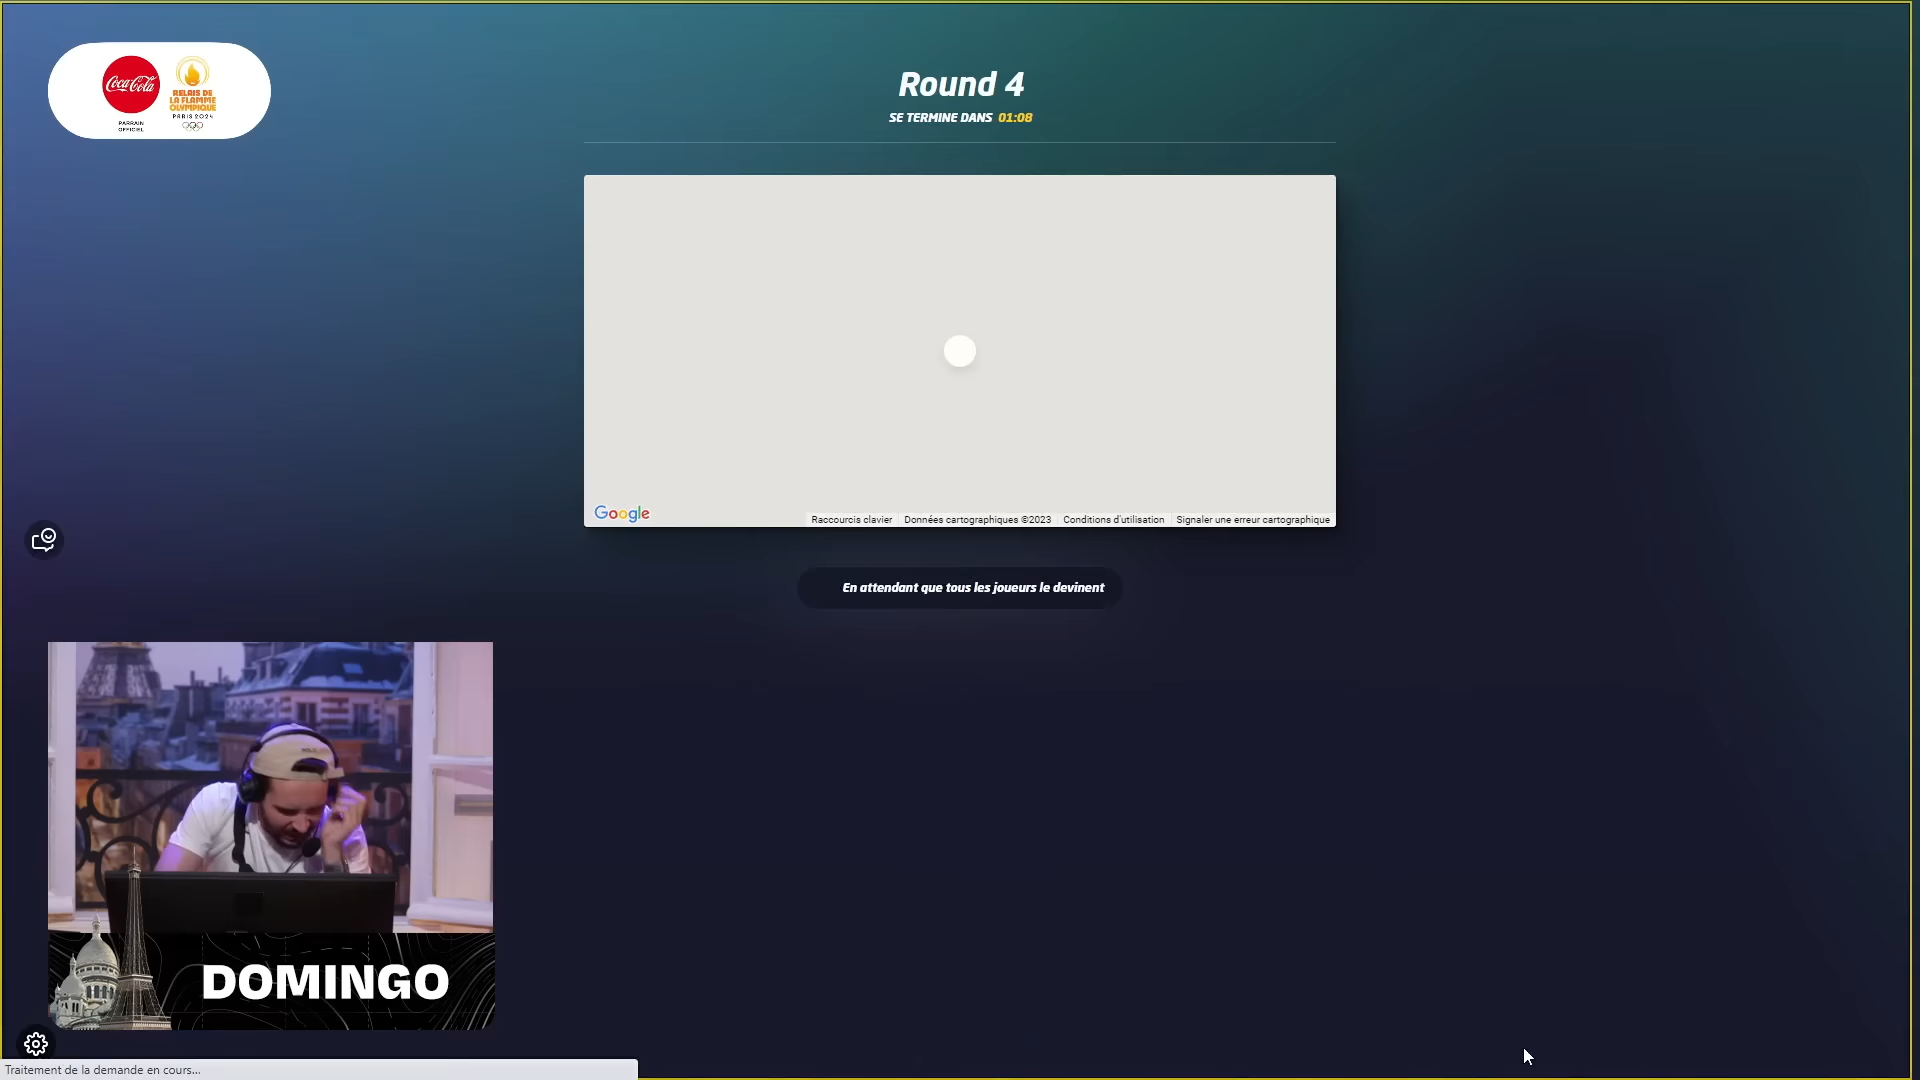 Coca-Cola
PARRAIN
OFFICIEL
RELAIS DE
LA FLAMME
OLYMPIQUE
PARIS 2024
Round 4
SE TERMINE DANS 01:08
Google
Raccourcis clavier
Données cartographiques ©2023
Conditions d'utilisation
Signaler une erreur cartographique
En attendant que tous les joueurs le devinent
DOMINGO
Traitement de la demande en cours...